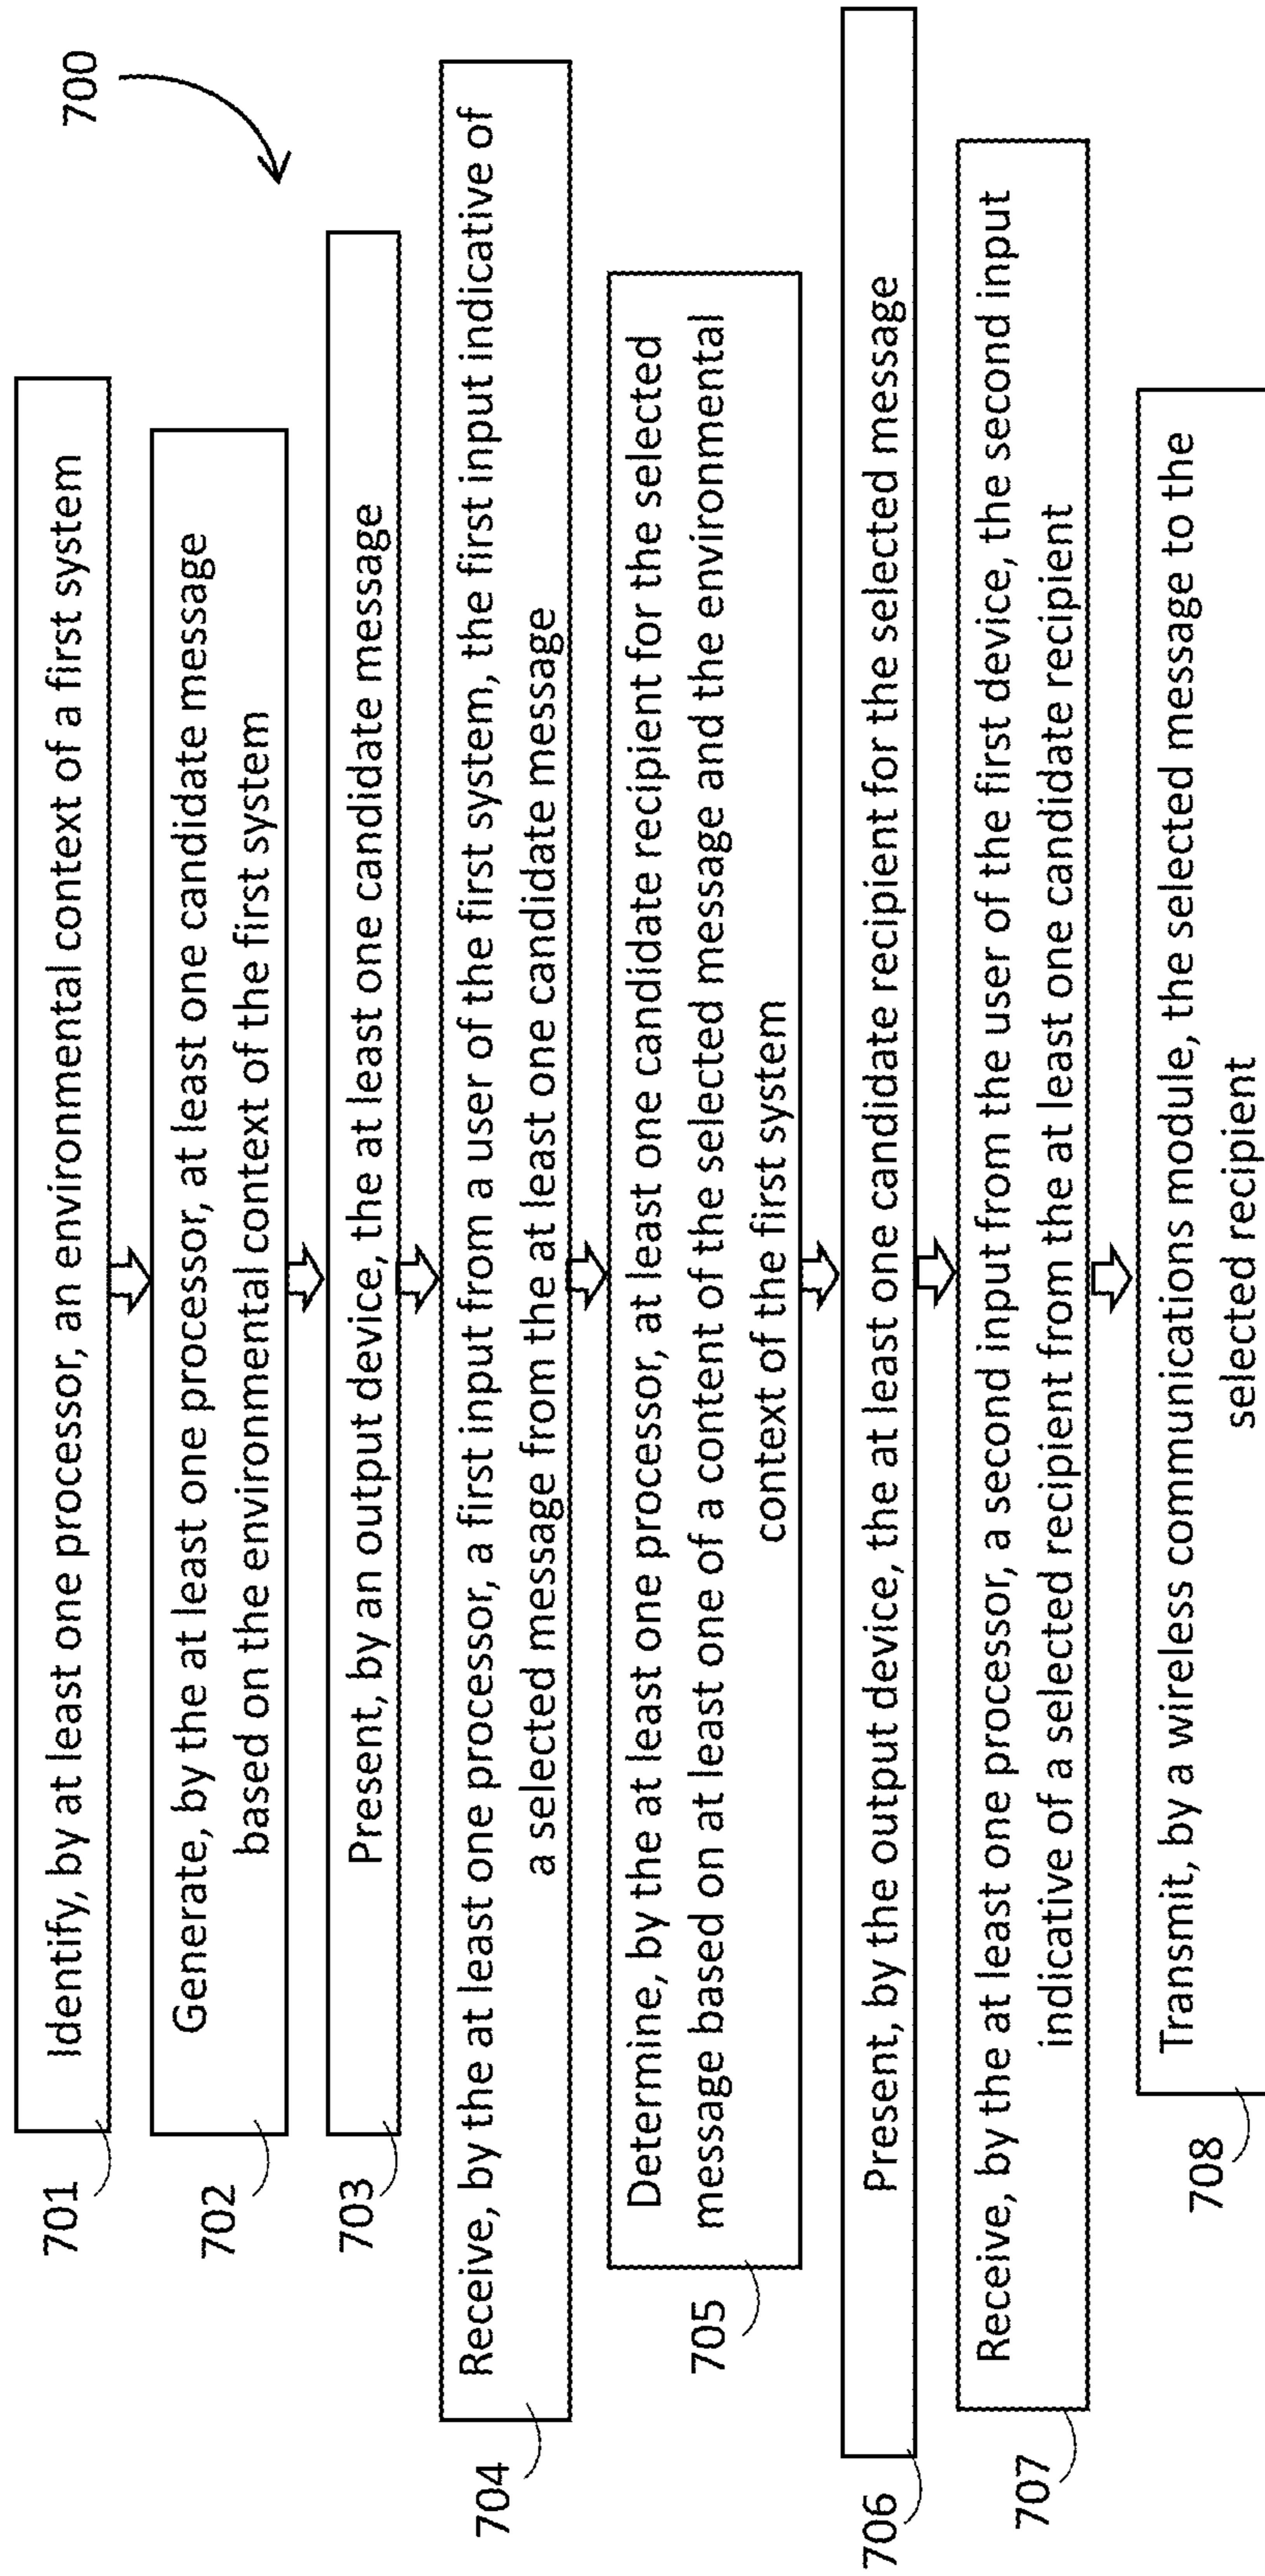 700
701
Identify, by at least one processor, an environmental context of a first system
702
Generate, by the at least one processor, at least one candidate message
based on the environmental context of the first system
703
Present, by an output device, the at least one candidate message
704
Receive, by the at least one processor, a first input from a user of the first system, the first input indicative of
a selected message from the at least one candidate message
705
Determine, by the at least one processor, at least one candidate recipient for the selected
message based on at least one of a content of the selected message and the environmental
context of the first system
706
Present, by the output device, the at least one candidate recipient for the selected message
707
Receive, by the at least one processor, a second input from the user of the first device, the second input
indicative of a selected recipient from the at least one candidate recipient
708
Transmit, by a wireless communications module, the selected message to the
selected recipient